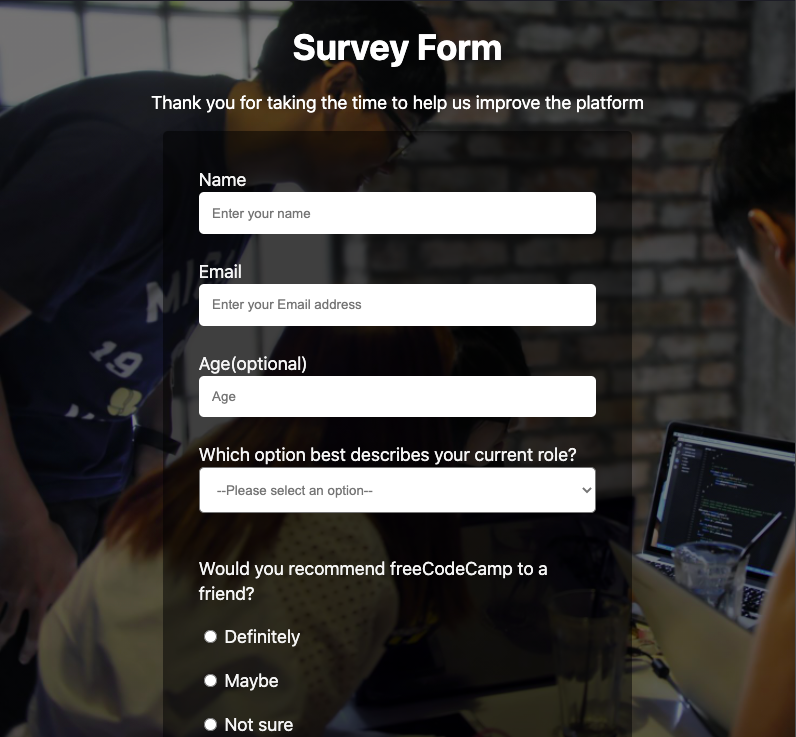 Survey Form
Thank you for taking the time to help us improve the platform
Name
Enter your name
Email
Enter your Email address
Age(optional)
Age
Which option best describes your current role?
--Please select an option--
Would you recommend freeCodeCamp to a
friend?
Definitely
Maybe
Not sure
19